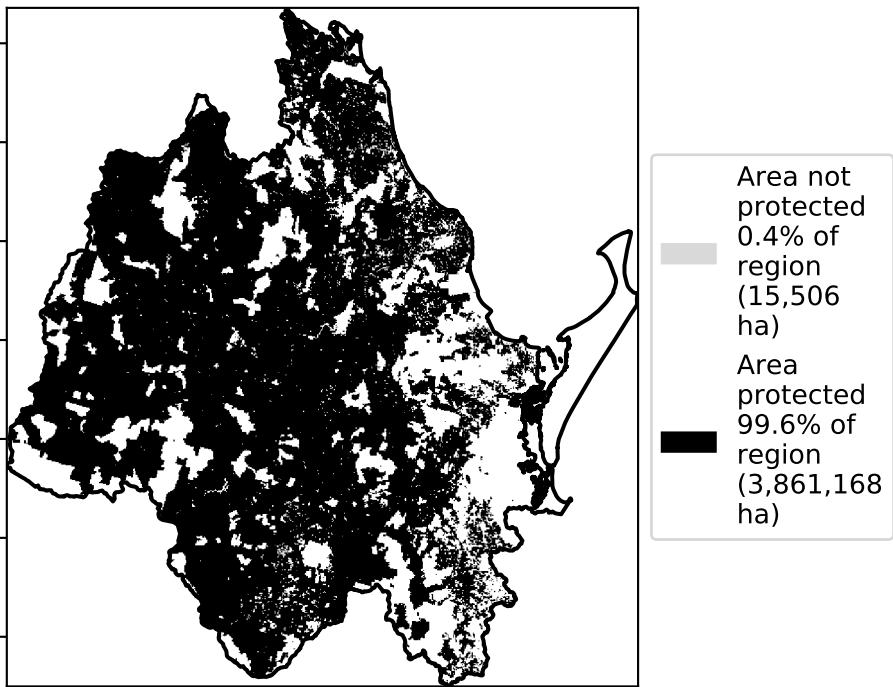 Area not
protected
0.4% of
region
(15,506
ha)
Area
protected
99.6% of
region
(3,861,168
ha)